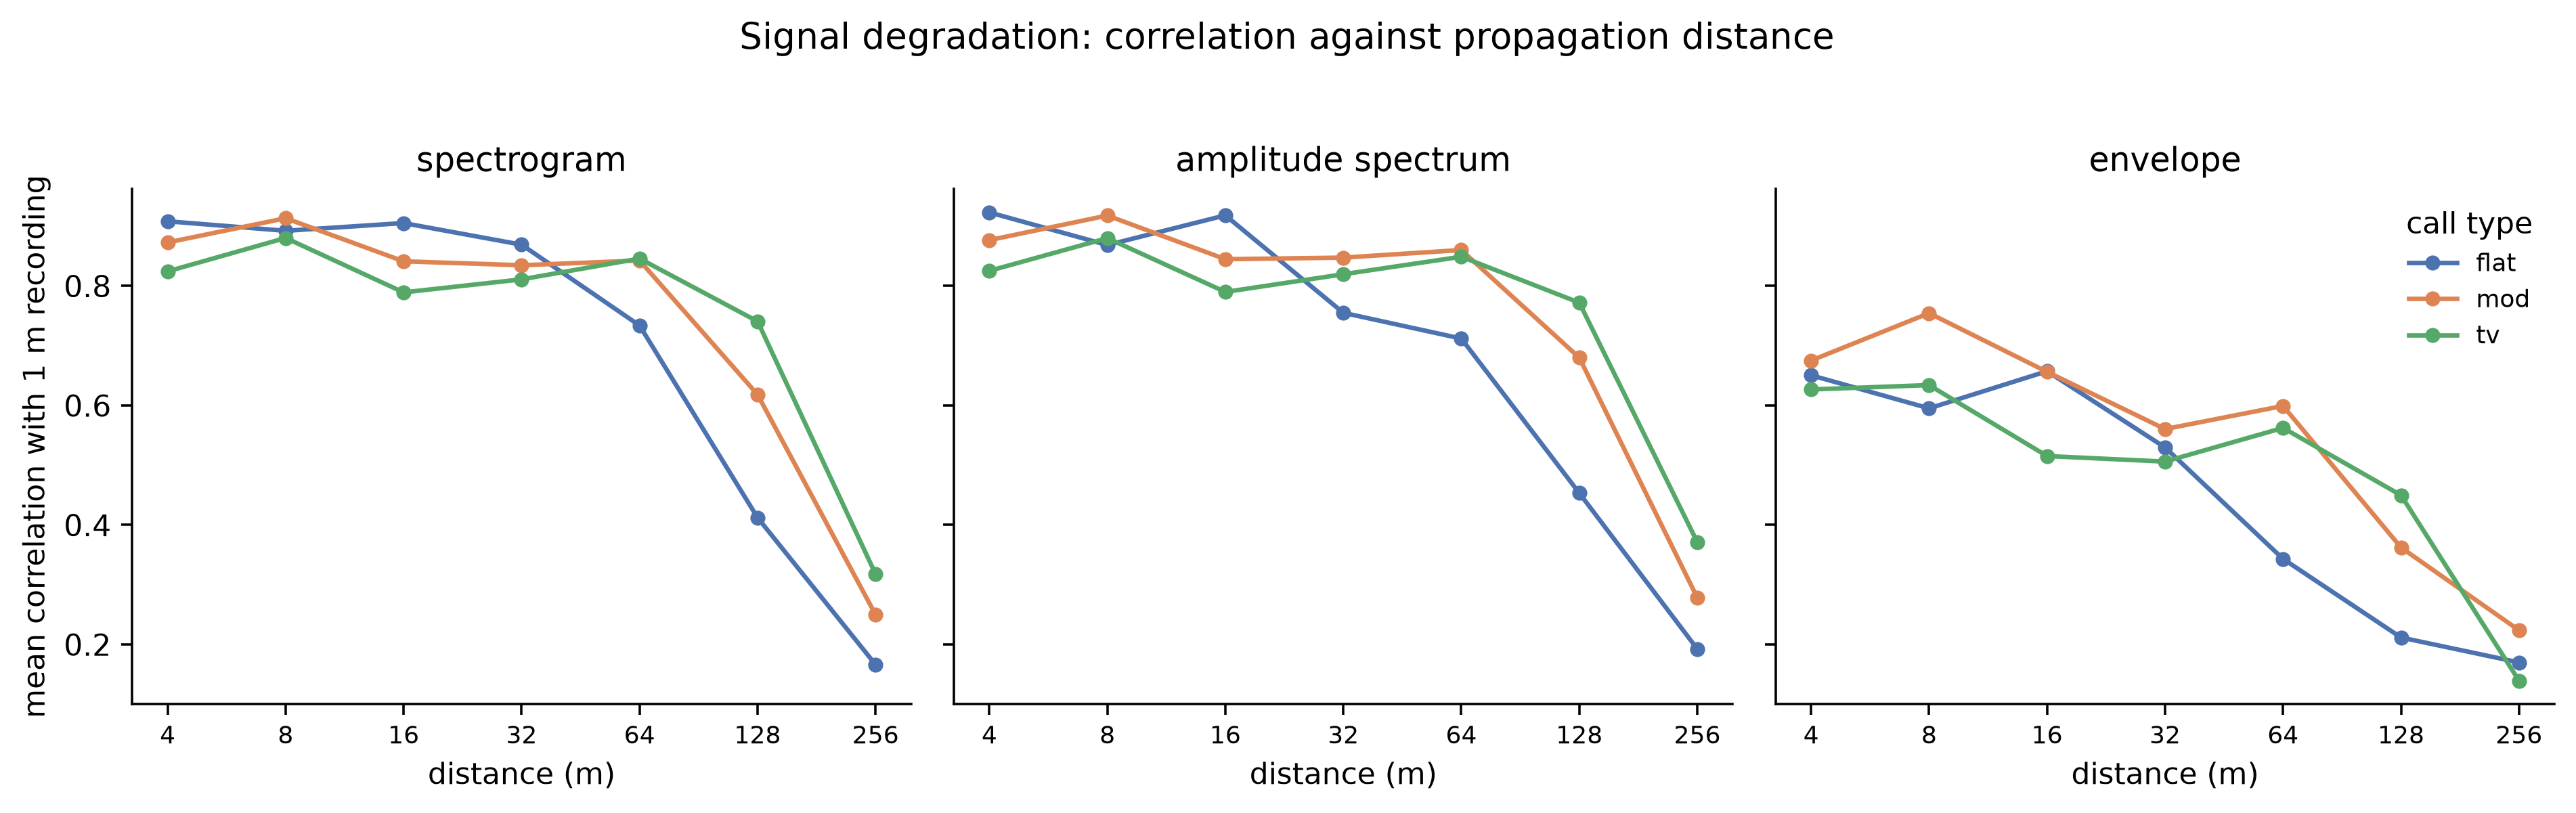 Signal degradation: correlation against propagation distance
spectrogram
amplitude spectrum
envelope
mean correlation with 1 m recording
0.8
0.6
0.4
0.2
4 8 16 32 64 128 256
distance (m)
4 8 16 32 64 128 256
distance (m)
4 8 16 32 64 128 256
distance (m)
call type
flat
mod
tv